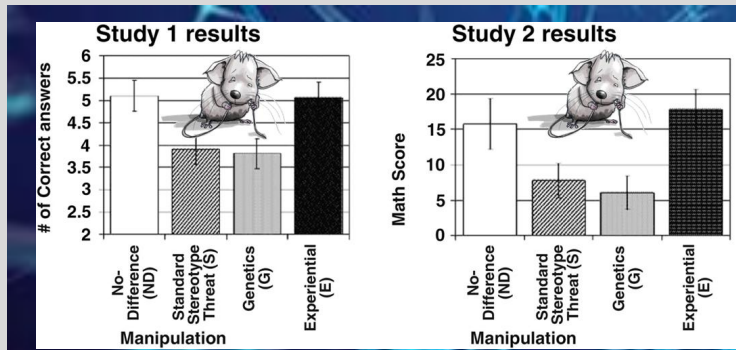 Study 1 results
# of Correct answers
6
5.5
5
4.5
4
3.5
3
2.5
2
No-
Difference
(ND)
Standard
Stereotype
Threat (S)
Genetics
(G)
Experiential
(E)
Manipulation
Study 2 results
Math Score
25
20
15
10
5
0
No-
Difference
(ND)
Standard
Stereotype
Threat (S)
Genetics
(G)
Experiential
(E)
Manipulation